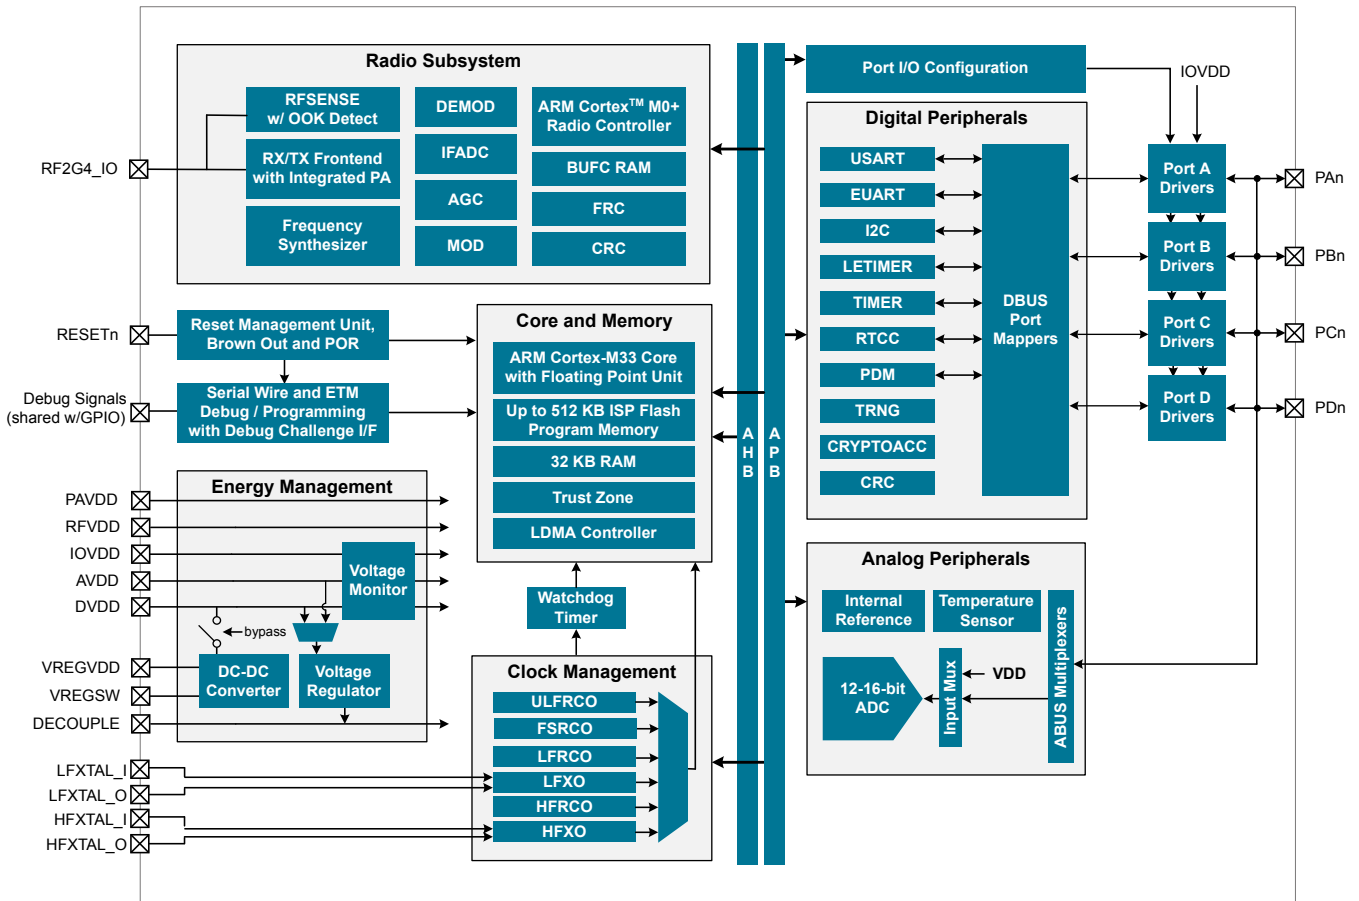 Radio Subsystem
RFSENSE
w/ OOK Detect
RX/TX Frontend
with Integrated PA
Frequency
Synthesizer
DEMOD
IFADC
AGC
MOD
ARM Cortex™ M0+
Radio Controller
BUFC RAM
FRC
CRC
RF2G4_IO
RESETn
Reset Management Unit,
Brown Out and POR
Debug Signals
(shared w/GPIO)
Serial Wire and ETM
Debug / Programming
with Debug Challenge I/F
Core and Memory
ARM Cortex-M33 Core
with Floating Point Unit
Up to 512 KB ISP Flash
Program Memory
32 KB RAM
Trust Zone
LDMA Controller
Energy Management
PAVDD
RFVDD
IOVDD
AVDD
DVDD
VREGVDD
VREGSW
DECOUPLE
Voltage
Monitor
bypass
DC-DC
Converter
Voltage
Regulator
Watchdog
Timer
Clock Management
ULFRCO
FSRCO
LFRCO
LFXO
HFRCO
HFXO
LFXTAL_I
LFXTAL_O
HFXTAL_I
HFXTAL_O
A
H
B
A
P
B
Port I/O Configuration
IOVDD
Digital Peripherals
USART
EUART
I2C
LETIMER
TIMER
RTCC
PDM
TRNG
CRYPTOACC
CRC
DBUS
Port
Mappers
Port A
Drivers
Port B
Drivers
Port C
Drivers
Port D
Drivers
PAn
PBn
PCn
PDn
Analog Peripherals
Internal
Reference
Temperature
Sensor
12-16-bit
ADC
Input Mux
VDD
ABUS Multiplexers